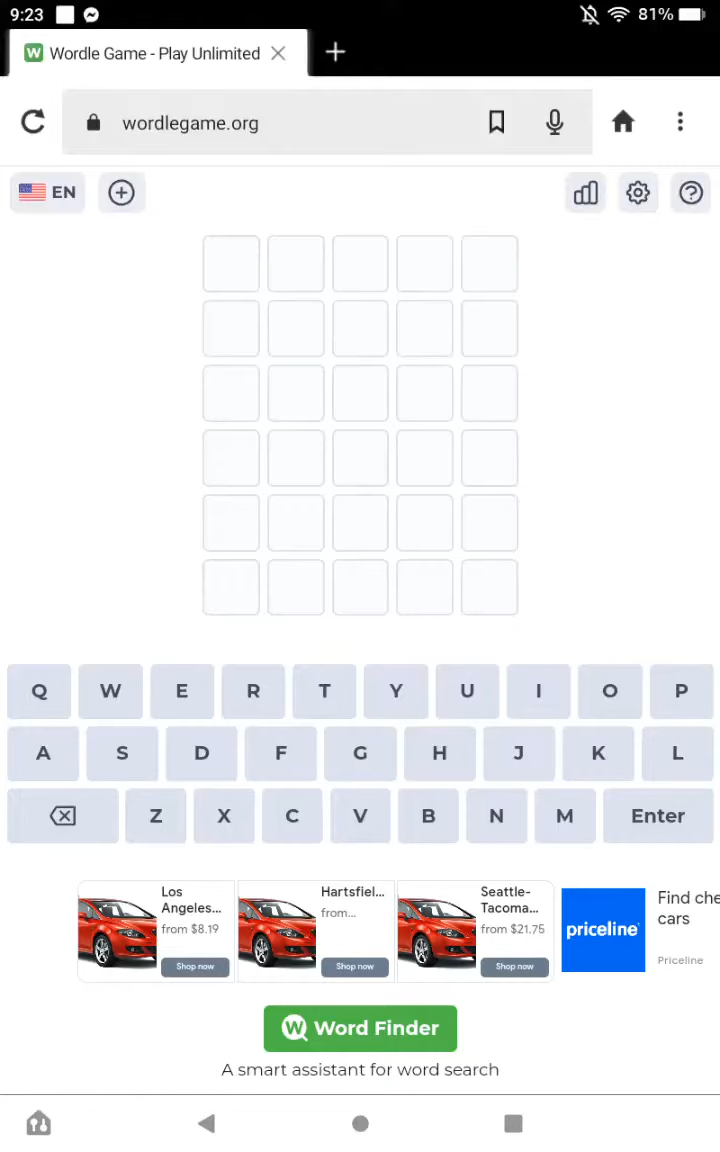 9:23 81%
W Wordle Game - Play Unlimited
wordlegame.org
EN
Q W E R T Y U I O P
A S D F G H J K L
Z X C V B N M Enter
Los Angeles... from $8.19 Shop now
Hartsfiel... from... Shop now
Seattle-Tacoma... from $21.75 Shop now
priceline
Find che
cars
Priceline
W Word Finder
A smart assistant for word search